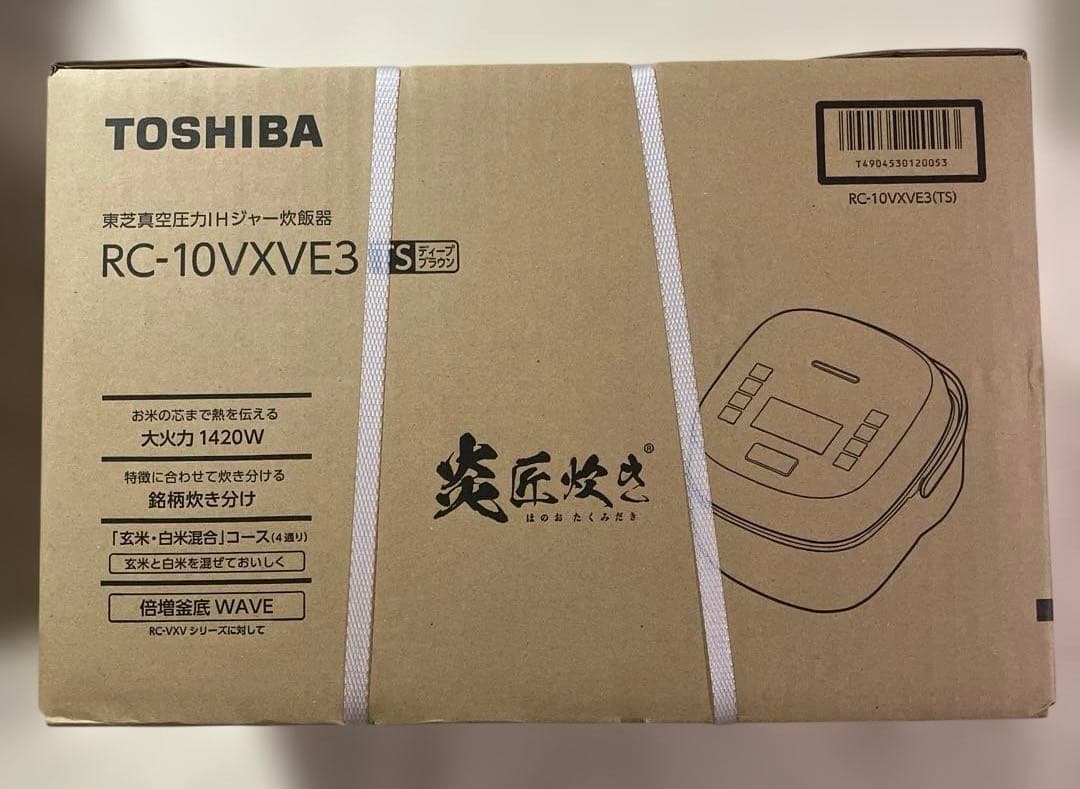 TOSHIBA
T4904530120053
RC-10VXVE3(TS)
東芝真空圧力IHジャー炊飯器
RC-10VXVE3 TS ディープブラウン
お米の芯まで熱を伝える
大火力 1420W
特徴に合わせて炊き分ける
銘柄炊き分け
「玄米・白米混合」コース(4通り)
玄米と白米を混ぜておいしく
倍増釜底 WAVE
RC-VXV シリーズに対して
炎 匠炊き®
ほのお たくみだき